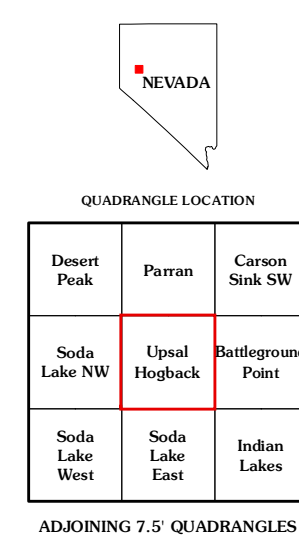 NEVADA
QUADRANGLE LOCATION
Desert
Peak
Parran
Carson
Sink SW
Soda
Lake NW
Upsal
Hogback
Battleground
Point
Soda
Lake
West
Soda
Lake
East
Indian
Lakes
ADJOINING 7.5' QUADRANGLES